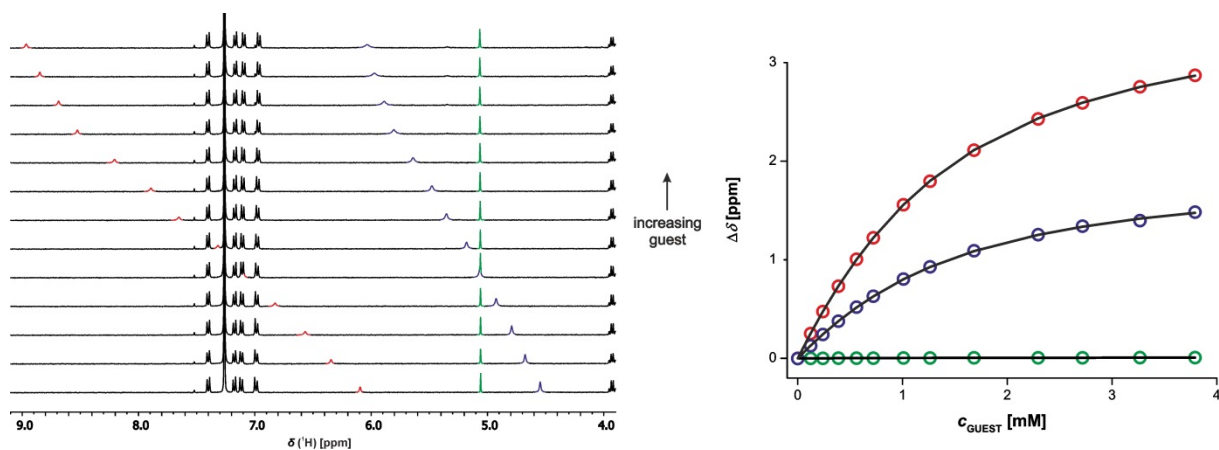 9.0 8.0 7.0 6.0 5.0 4.0
δ (¹H) [ppm]
increasing
guest
Δδ [ppm]
3
2
1
0
0 1 2 3 4
cGUEST [mM]